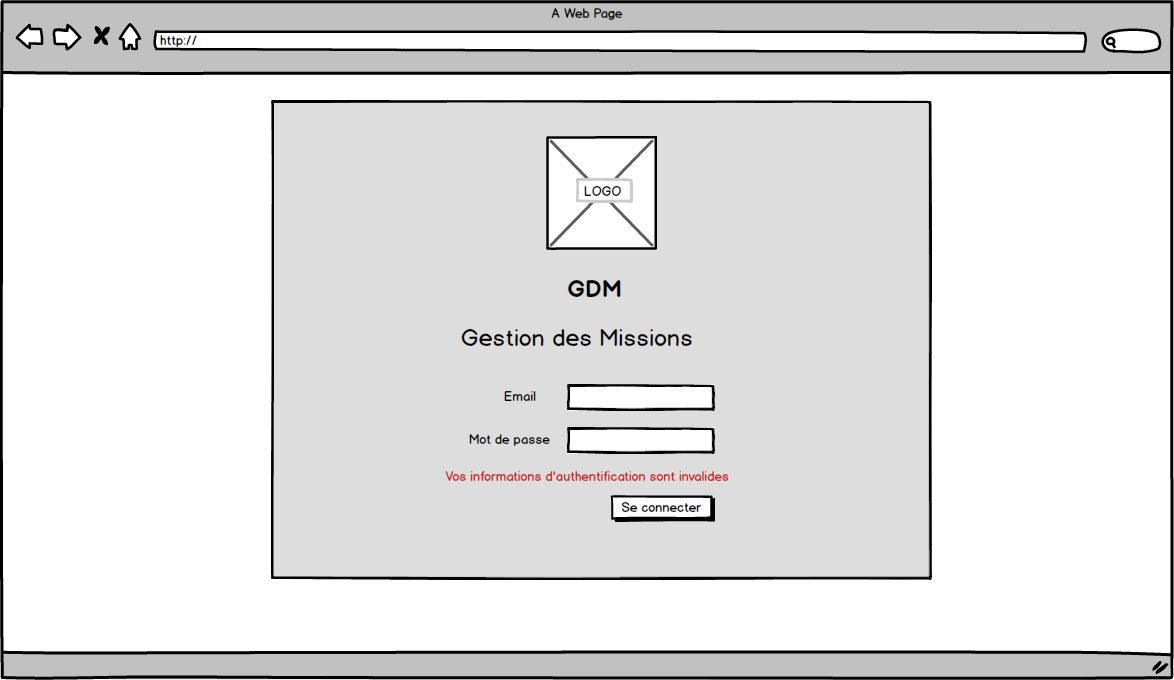 A Web Page
http://
LOGO
GDM
Gestion des Missions
Email
Mot de passe
Vos informations d'authentification sont invalides
Se connecter